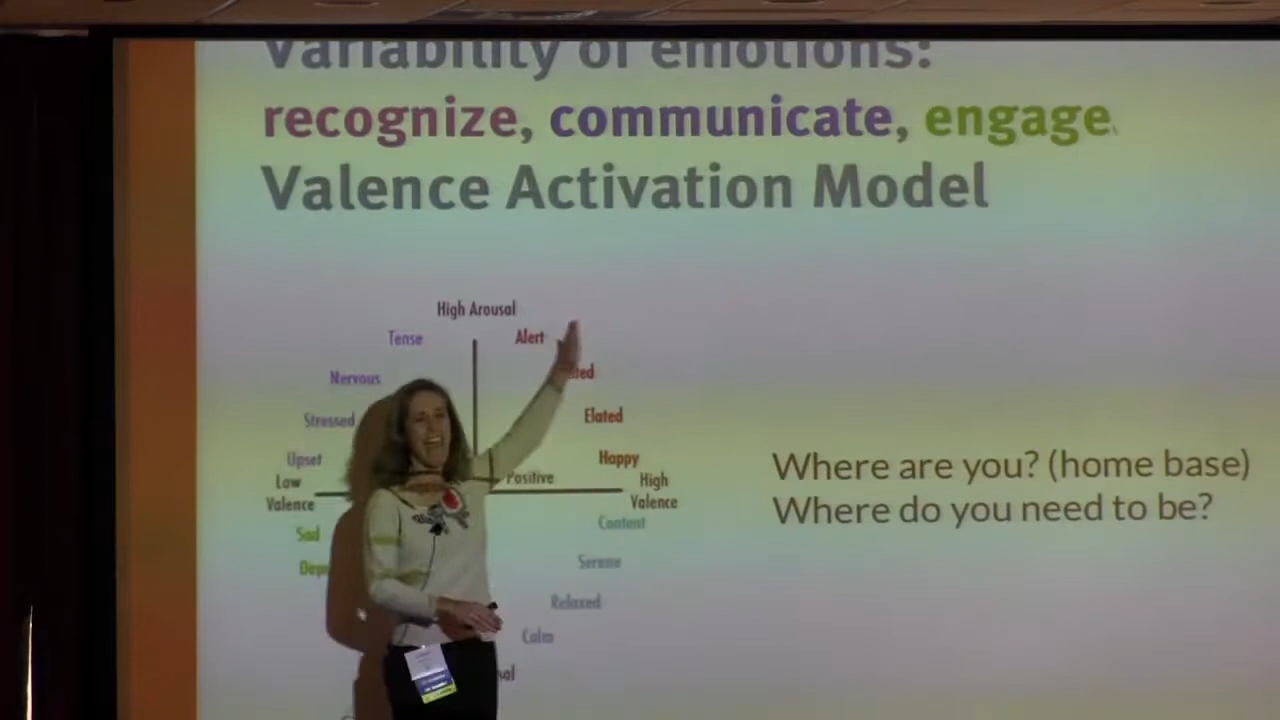 Variability of emotions:
recognize, communicate, engage
Valence Activation Model
High Arousal
Tense
Alert
Nervous
Stressed
Elated
Upset
Happy
Positive
Low
Valence
High
Valence
Where are you? (home base)
Where do you need to be?
Sad
Content
Serene
Relaxed
Calm